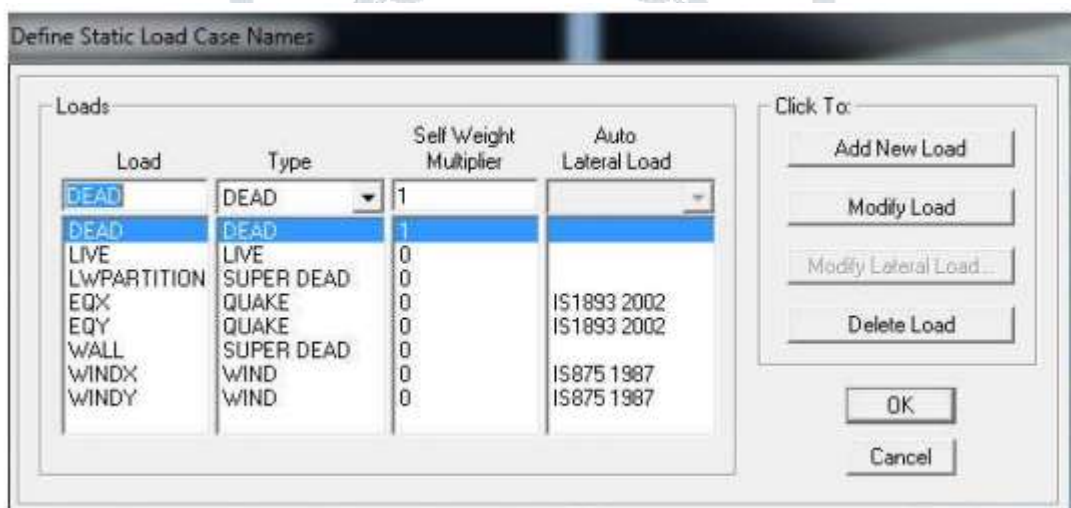 Define Static Load Case Names
Loads
Load Type Self Weight Multiplier Auto Lateral Load
DEAD DEAD 1
DEAD DEAD 1
LIVE LIVE 0
LWPARTITION SUPER DEAD 0
EQX QUAKE 0 IS1893 2002
EQY QUAKE 0 IS1893 2002
WALL SUPER DEAD 0
WINDX WIND 0 IS875 1987
WINDY WIND 0 IS875 1987
Click To:
Add New Load
Modify Load
Modify Lateral Load...
Delete Load
OK
Cancel